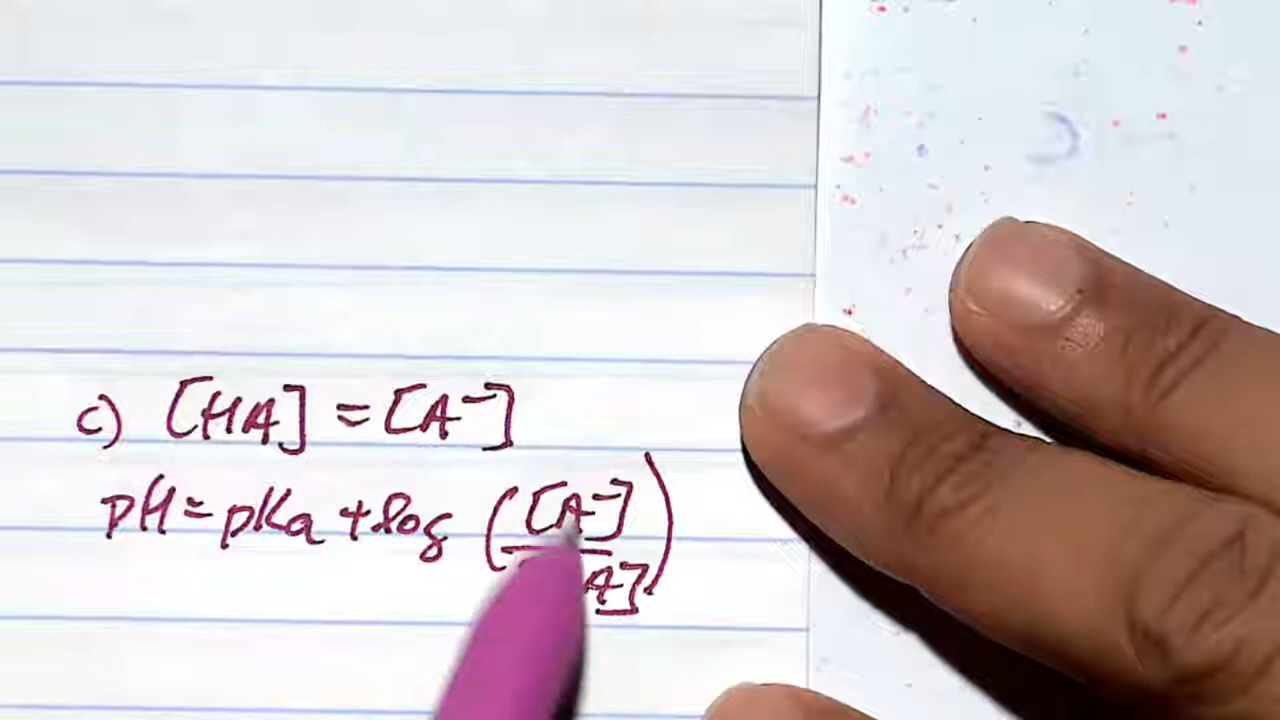 c) [HA] = [A⁻]
pH = pKa + log ([A⁻]
A])